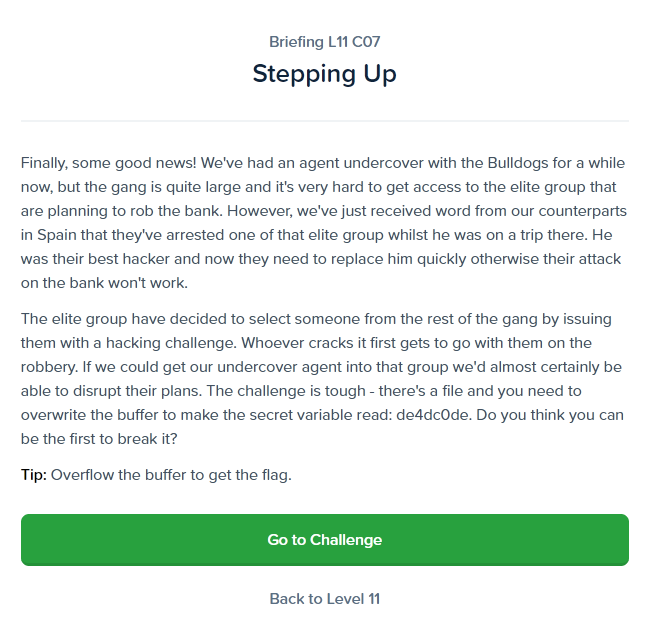 Briefing L11 C07
Stepping Up
Finally, some good news! We've had an agent undercover with the Bulldogs for a while
now, but the gang is quite large and it's very hard to get access to the elite group that
are planning to rob the bank. However, we've just received word from our counterparts
in Spain that they've arrested one of that elite group whilst he was on a trip there. He
was their best hacker and now they need to replace him quickly otherwise their attack
on the bank won't work.
The elite group have decided to select someone from the rest of the gang by issuing
them with a hacking challenge. Whoever cracks it first gets to go with them on the
robbery. If we could get our undercover agent into that group we'd almost certainly be
able to disrupt their plans. The challenge is tough - there's a file and you need to
overwrite the buffer to make the secret variable read: de4dc0de. Do you think you can
be the first to break it?
Tip: Overflow the buffer to get the flag.
Go to Challenge
Back to Level 11